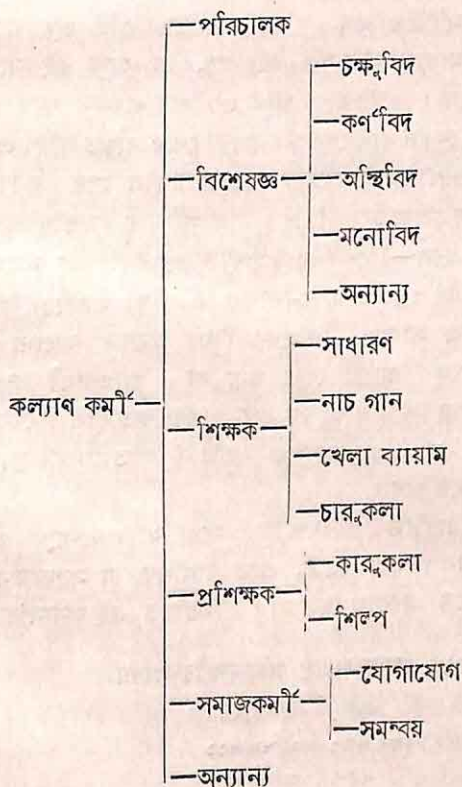 পরিচালক
চক্ষুবিদ
কর্ণবিদ
বিশেষজ্ঞ
অস্থিবিদ
মনোবিদ
অন্যান্য
সাধারণ
নাচ গান
কল্যাণ কর্মী
শিক্ষক
খেলা ব্যায়াম
চারুকলা
কারুকলা
প্রশিক্ষক
শিল্প
যোগাযোগ
সমাজকর্মী
সমন্বয়
অন্যান্য